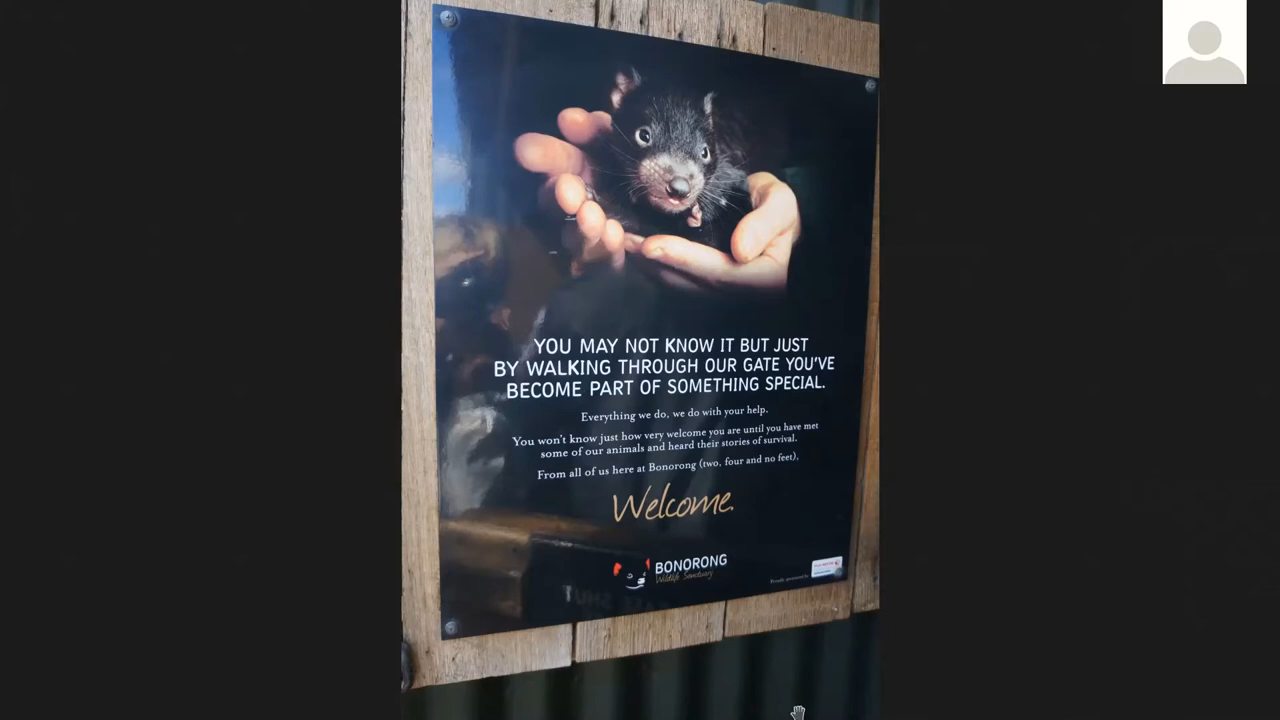 YOU MAY NOT KNOW IT BUT JUST
BY WALKING THROUGH OUR GATE YOU'VE
BECOME PART OF SOMETHING SPECIAL.
Everything we do, we do with your help.
You won't know just how very welcome you are until you have met
some of our animals and heard their stories of survival.
From all of us here at Bonorong (two, four and no feet),
Welcome.
BONORONG
Wildlife Sanctuary
Proudly sponsored by